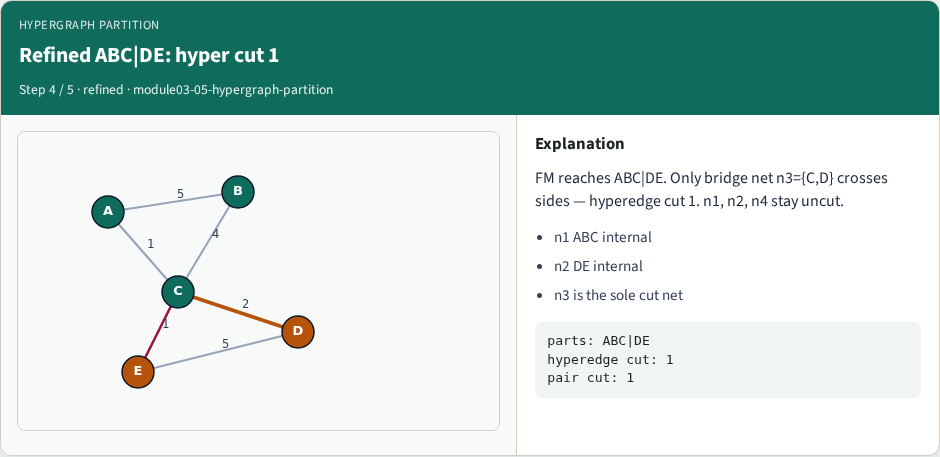 HYPERGRAPH PARTITION
Refined ABC|DE: hyper cut 1
Step 4 / 5 · refined · module03-05-hypergraph-partition
A
B
C
D
E
5
1
4
2
1
5
Explanation
FM reaches ABC|DE. Only bridge net n3={C,D} crosses
sides — hyperedge cut 1. n1, n2, n4 stay uncut.
• n1 ABC internal
• n2 DE internal
• n3 is the sole cut net
parts: ABC|DE
hyperedge cut: 1
pair cut: 1